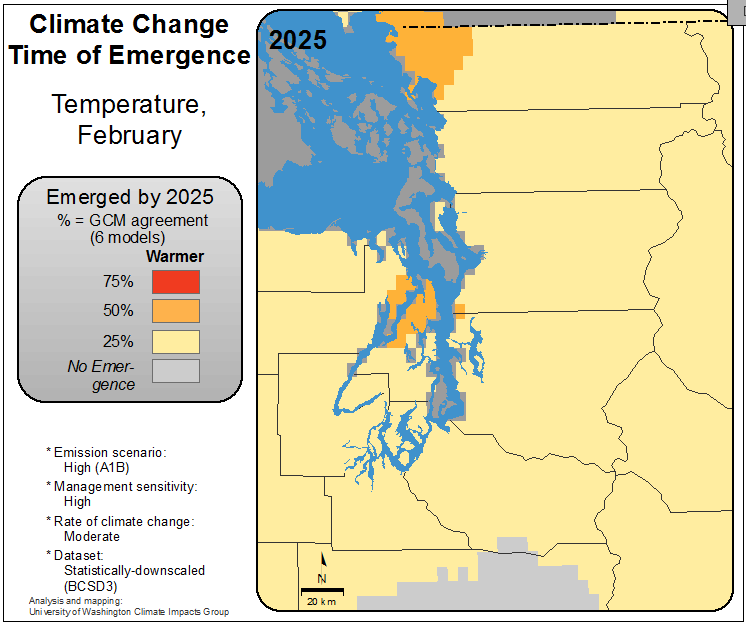 Climate Change
Time of Emergence
Temperature,
February
Emerged by 2025
% = GCM agreement
(6 models)
Warmer
75%
50%
25%
No Emer-
gence
* Emission scenario:
High (A1B)
* Management sensitivity:
High
* Rate of climate change:
Moderate
* Dataset:
Statistically-downscaled
(BCSD3)
Analysis and mapping:
University of Washington Climate Impacts Group
2025
N
20 km